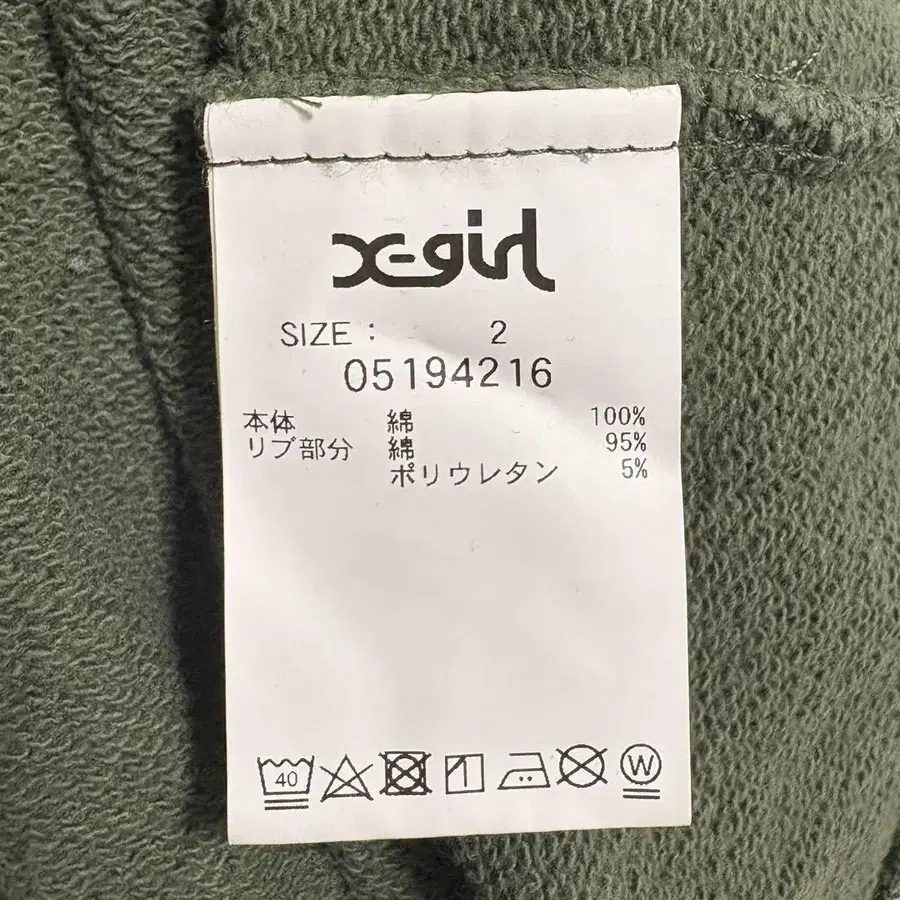 X-girl
SIZE： 2
05194216
本体 綿 100%
リブ部分 綿 95%
ポリウレタン 5%
40
W